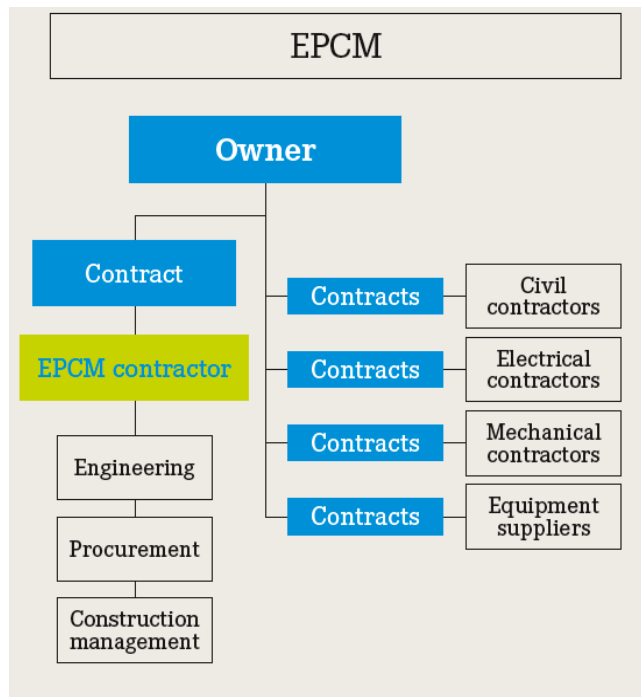 EPCM
Owner
Contract
EPCM contractor
Engineering
Procurement
Construction
management
Contracts
Civil
contractors
Contracts
Electrical
contractors
Contracts
Mechanical
contractors
Contracts
Equipment
suppliers